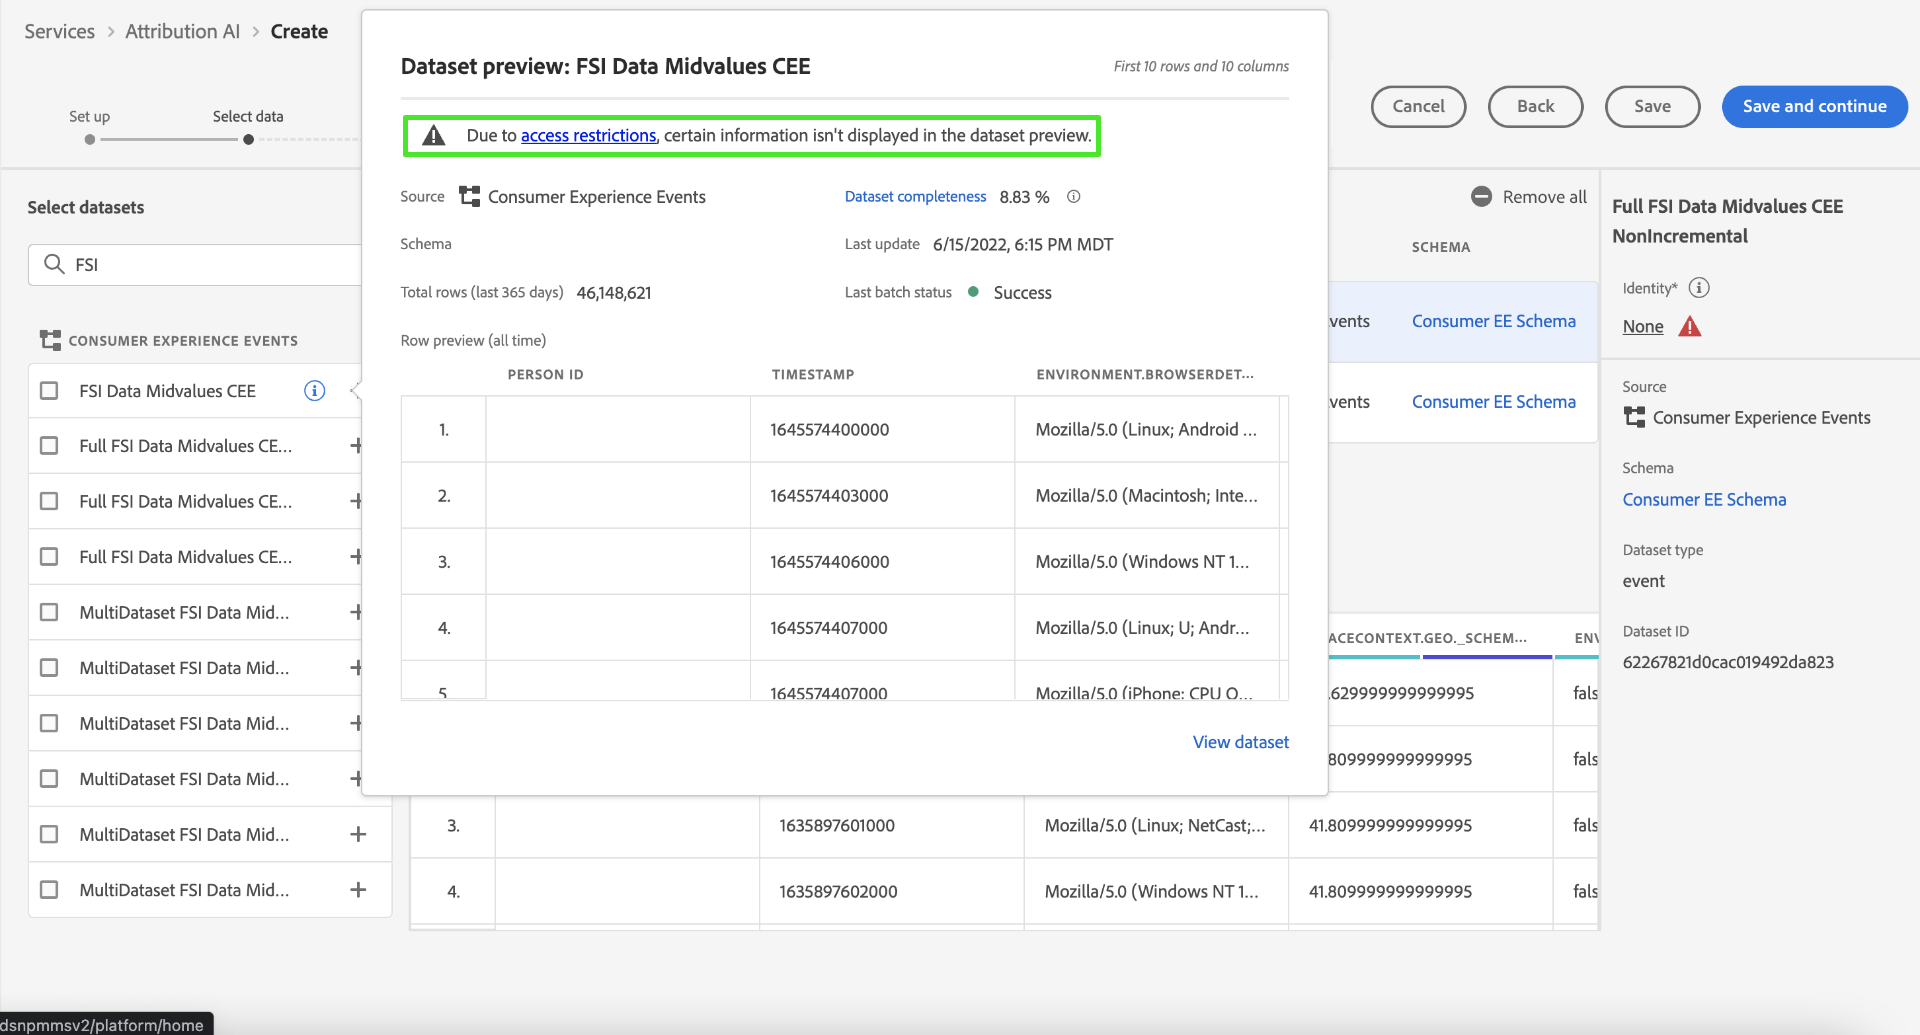 Services > Attribution AI > Create
Set up
Select data
Cancel
Back
Save
Save and continue
Select datasets
FSI
CONSUMER EXPERIENCE EVENTS
FSI Data Midvalues CEE
Full FSI Data Midvalues CE...
Full FSI Data Midvalues CE...
Full FSI Data Midvalues CE...
MultiDataset FSI Data Mid...
MultiDataset FSI Data Mid...
MultiDataset FSI Data Mid...
MultiDataset FSI Data Mid...
MultiDataset FSI Data Mid...
MultiDataset FSI Data Mid...
Dataset preview: FSI Data Midvalues CEE
First 10 rows and 10 columns
Due to access restrictions, certain information isn't displayed in the dataset preview.
Source Consumer Experience Events
Dataset completeness 8.83 %
Schema
Last update 6/15/2022, 6:15 PM MDT
Total rows (last 365 days) 46,148,621
Last batch status Success
Row preview (all time)
PERSON ID TIMESTAMP ENVIRONMENT.BROWSERDET...
1. 1645574400000 Mozilla/5.0 (Linux; Android ...
2. 1645574403000 Mozilla/5.0 (Macintosh; Inte...
3. 1645574406000 Mozilla/5.0 (Windows NT 1...
4. 1645574407000 Mozilla/5.0 (Linux; U; Andr...
5. 1645574407000 Mozilla/5.0 (iPhone; CPU O...
View dataset
Remove all
SCHEMA
vents Consumer EE Schema
vents Consumer EE Schema
ACECONTEXT.GEO._SCHEM... ENV
.629999999999995 fals
809999999999995 fals
3. 1635897601000 Mozilla/5.0 (Linux; NetCast;... 41.809999999999995 fals
4. 1635897602000 Mozilla/5.0 (Windows NT 1... 41.809999999999995 fals
Full FSI Data Midvalues CEE
NonIncremental
Identity*
None
Source
Consumer Experience Events
Schema
Consumer EE Schema
Dataset type
event
Dataset ID
62267821d0cac019492da823
dsnpmmsv2/platform/home